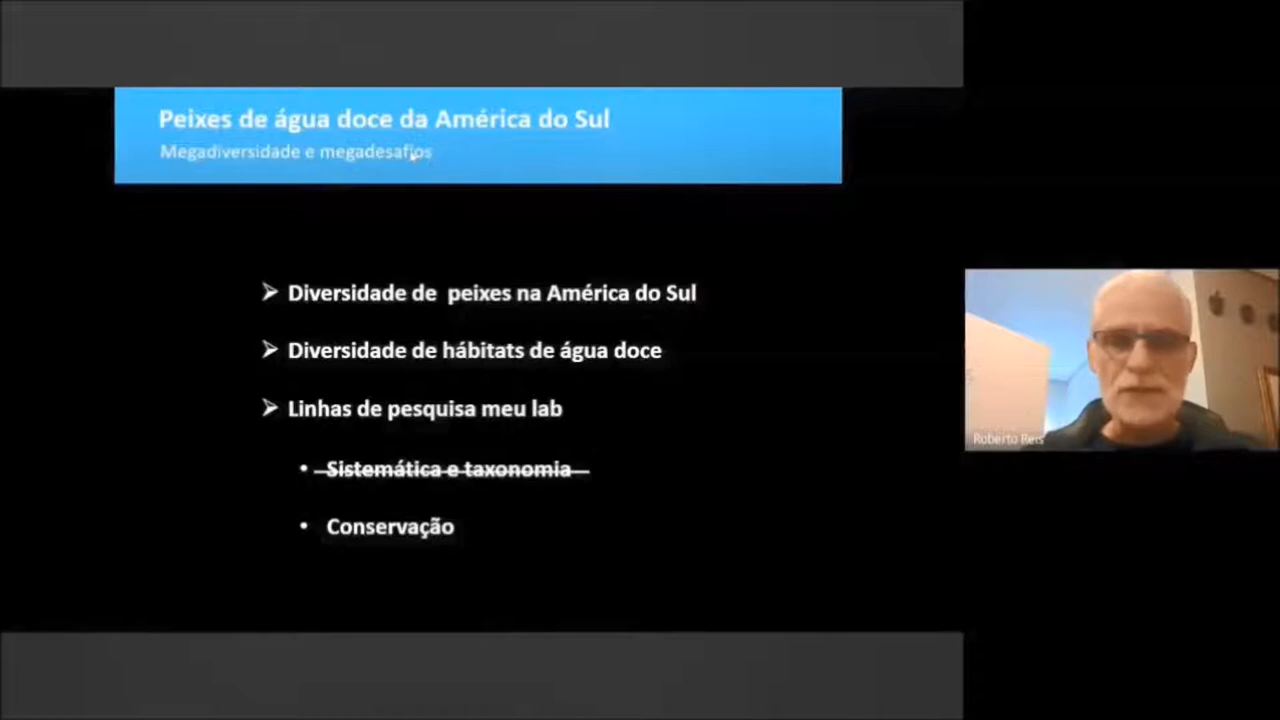 Peixes de água doce da América do Sul
Megadiversidade e megadesafios
Diversidade de peixes na América do Sul
Diversidade de hábitats de água doce
Linhas de pesquisa meu lab
Sistemática e taxonomia
Conservação
Roberto Reis